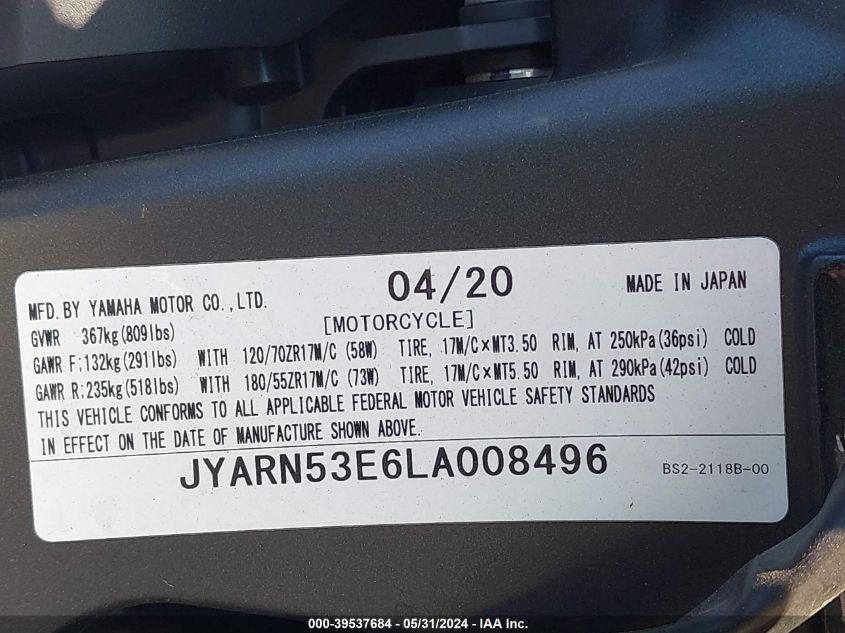 MFD. BY YAMAHA MOTOR CO., LTD. 04/20 MADE IN JAPAN
GVWR 367kg(809lbs) [MOTORCYCLE]
GAWR F:132kg(291lbs) WITH 120/70ZR17M/C (58W) TIRE, 17M/C×MT3.50 RIM, AT 250kPa(36psi) COLD
GAWR R:235kg(518lbs) WITH 180/55ZR17M/C (73W) TIRE, 17M/C×MT5.50 RIM, AT 290kPa(42psi) COLD
THIS VEHICLE CONFORMS TO ALL APPLICABLE FEDERAL MOTOR VEHICLE SAFETY STANDARDS
IN EFFECT ON THE DATE OF MANUFACTURE SHOWN ABOVE.
JYARN53E6LA008496 BS2-2118B-00
000-39537684 - 05/31/2024 - IAA Inc.